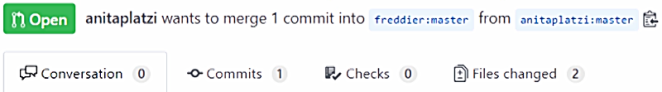 Open anitaplatzi wants to merge 1 commit into freddier:master from anitaplatzi:master
Conversation 0 Commits 1 Checks 0 Files changed 2